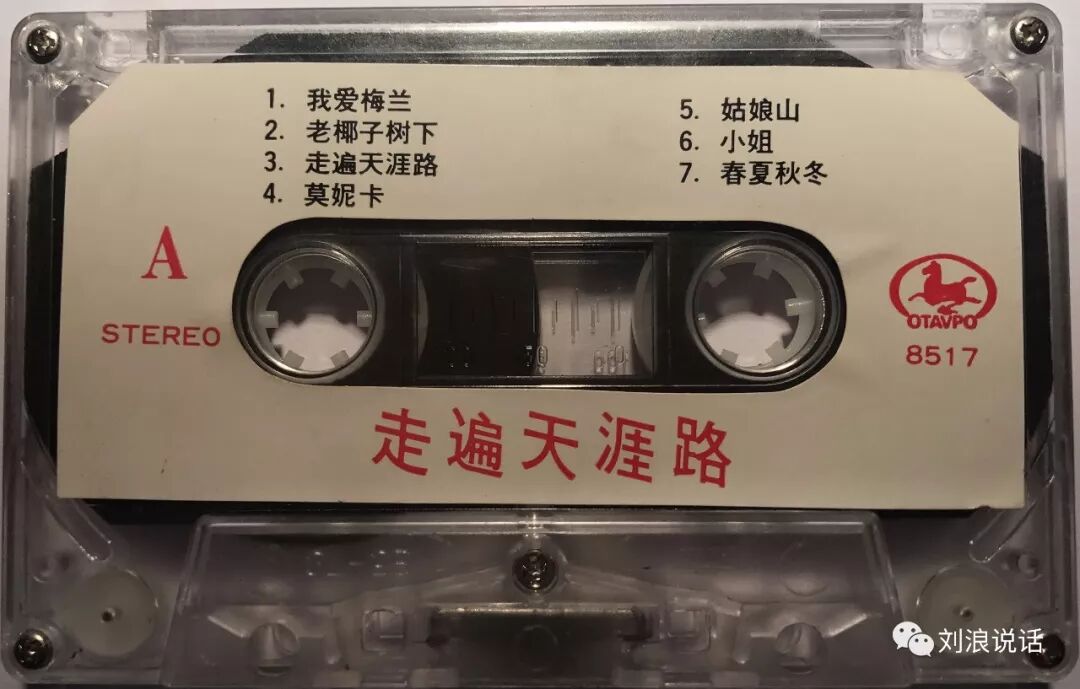 1. 我爱梅兰
2. 老椰子树下
3. 走遍天涯路
4. 莫妮卡
5. 姑娘山
6. 小姐
7. 春夏秋冬
A
STEREO
OTAVPO
8517
走遍天涯路
刘浪说话